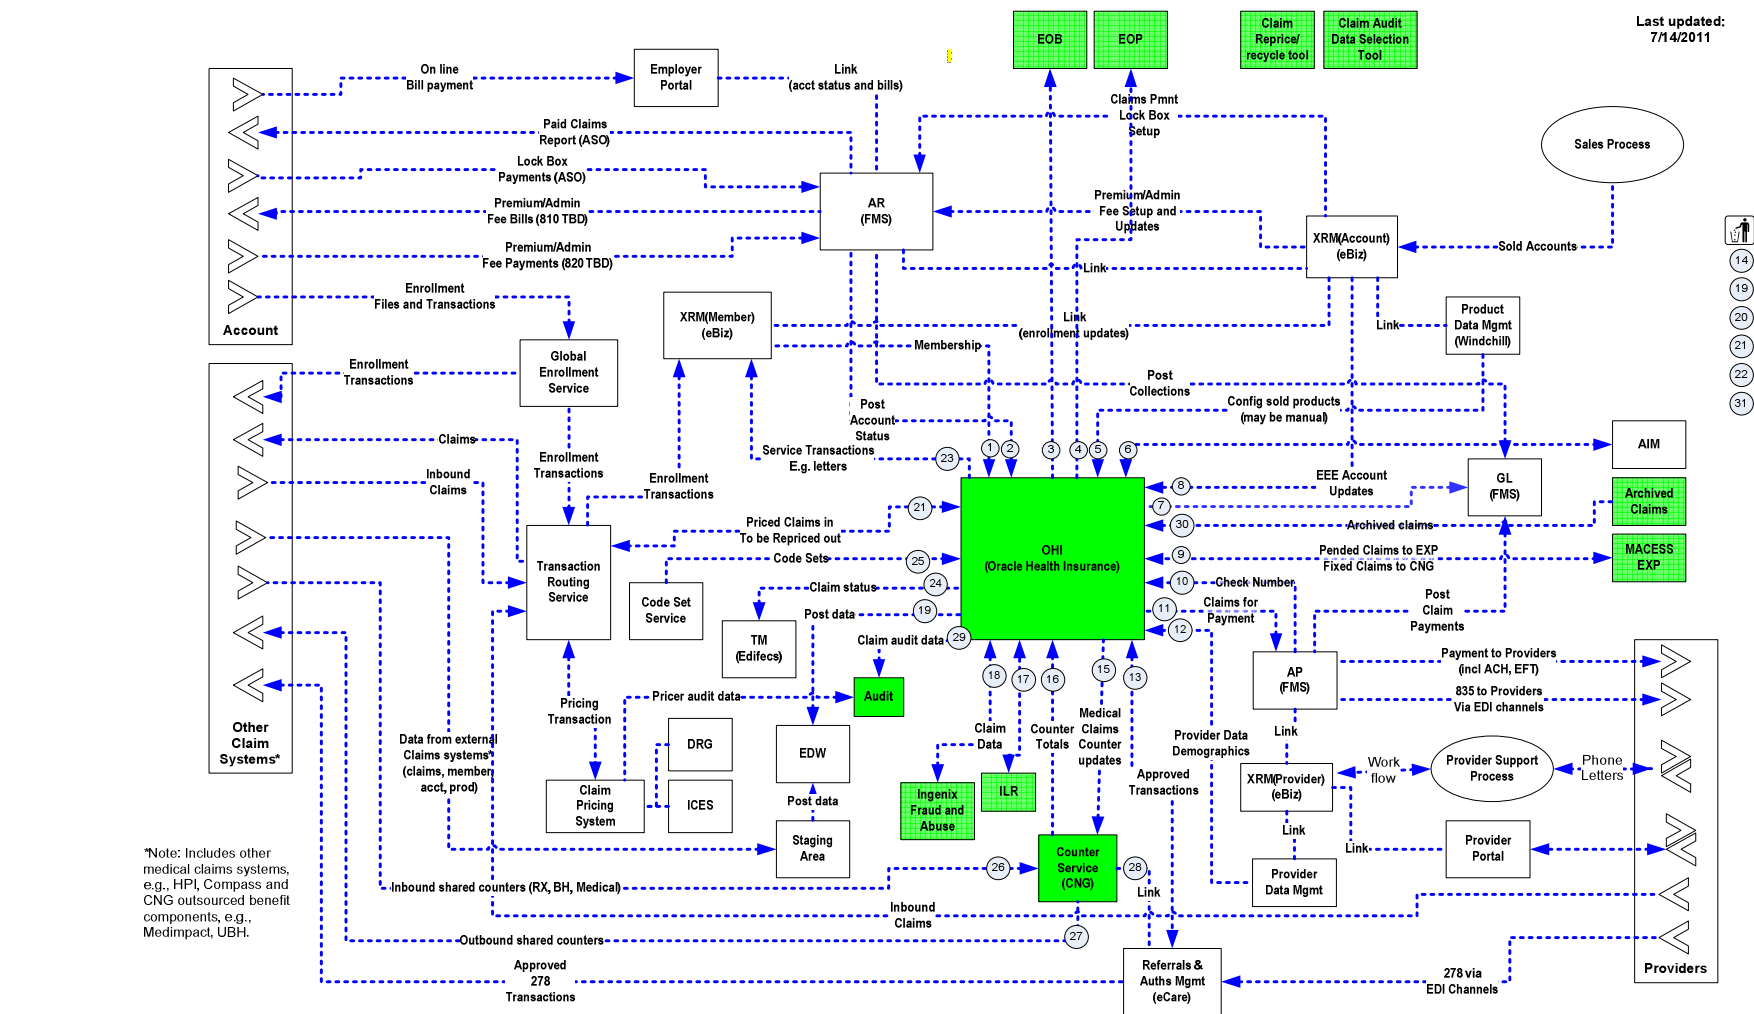 Last updated:
7/14/2011
EOB
EOP
Claim
Reprice/
recycle tool
Claim Audit
Data Selection
Tool
On line
Bill payment
Employer
Portal
Link
(acct status and bills)
Claims Pmnt
Lock Box
Setup
Sales Process
Paid Claims
Report (ASO)
Lock Box
Payments (ASO)
AR
(FMS)
Premium/Admin
Fee Setup and
Updates
Premium/Admin
Fee Bills (810 TBD)
XRM(Account)
(eBiz)
Sold Accounts
Premium/Admin
Fee Payments (820 TBD)
Link
Enrollment
Files and Transactions
Account
14
19
20
21
22
31
XRM(Member)
(eBiz)
Link
(enrollment updates)
Link
Product
Data Mgmt
(Windchill)
Membership
Global
Enrollment
Service
Enrollment
Transactions
Post
Collections
Config sold products
(may be manual)
Post
Account
Status
Claims
Service Transactions
E.g. letters
23
1
2
3
4
5
6
AIM
Enrollment
Transactions
Inbound
Claims
Enrollment
Transactions
EEE Account
Updates
8
7
GL
(FMS)
Archived
Claims
21
Priced Claims in
To be Repriced out
30
Archived claims
OHI
(Oracle Health Insurance)
Transaction
Routing
Service
Code Sets
25
9
Pended Claims to EXP
Fixed Claims to CNG
MACESS
EXP
Code Set
Service
Claim status
24
10
Check Number
Post data
19
11
Claims for
Payment
12
Post
Claim
Payments
TM
(Edifecs)
Claim audit data
29
18
17
16
15
13
AP
(FMS)
Payment to Providers
(incl ACH, EFT)
835 to Providers
Via EDI channels
Pricer audit data
Audit
Pricing
Transaction
Other
Claim
Systems*
Data from external
Claims systems*
(claims, member,
acct, prod)
DRG
ICES
EDW
Claim
Data
Counter
Totals
Medical
Claims
Counter
updates
Provider Data
Demographics
Link
Approved
Transactions
XRM(Provider)
(eBiz)
Work
flow
Provider Support
Process
Phone
Letters
Claim
Pricing
System
Post data
Ingenix
Fraud and
Abuse
ILR
Staging
Area
Link
Link
Provider
Portal
*Note: Includes other
medical claims systems,
e.g., HPI, Compass and
CNG outsourced benefit
components, e.g.,
Medimpact, UBH.
Counter
Service
(CNG)
26
28
Link
Provider
Data Mgmt
Inbound shared counters (RX, BH, Medical)
Inbound
Claims
27
Outbound shared counters
Approved
278
Transactions
Referrals &
Auths Mgmt
(eCare)
278 via
EDI Channels
Providers